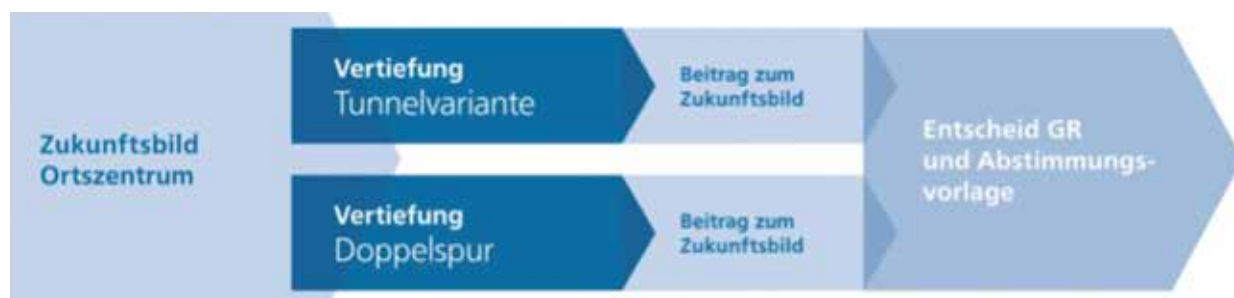 Zukunftsbild
Ortszentrum
Vertiefung
Tunnelvariante
Beitrag zum
Zukunftsbild
Vertiefung
Doppelspur
Beitrag zum
Zukunftsbild
Entscheid GR
und Abstimmungs-
vorlage